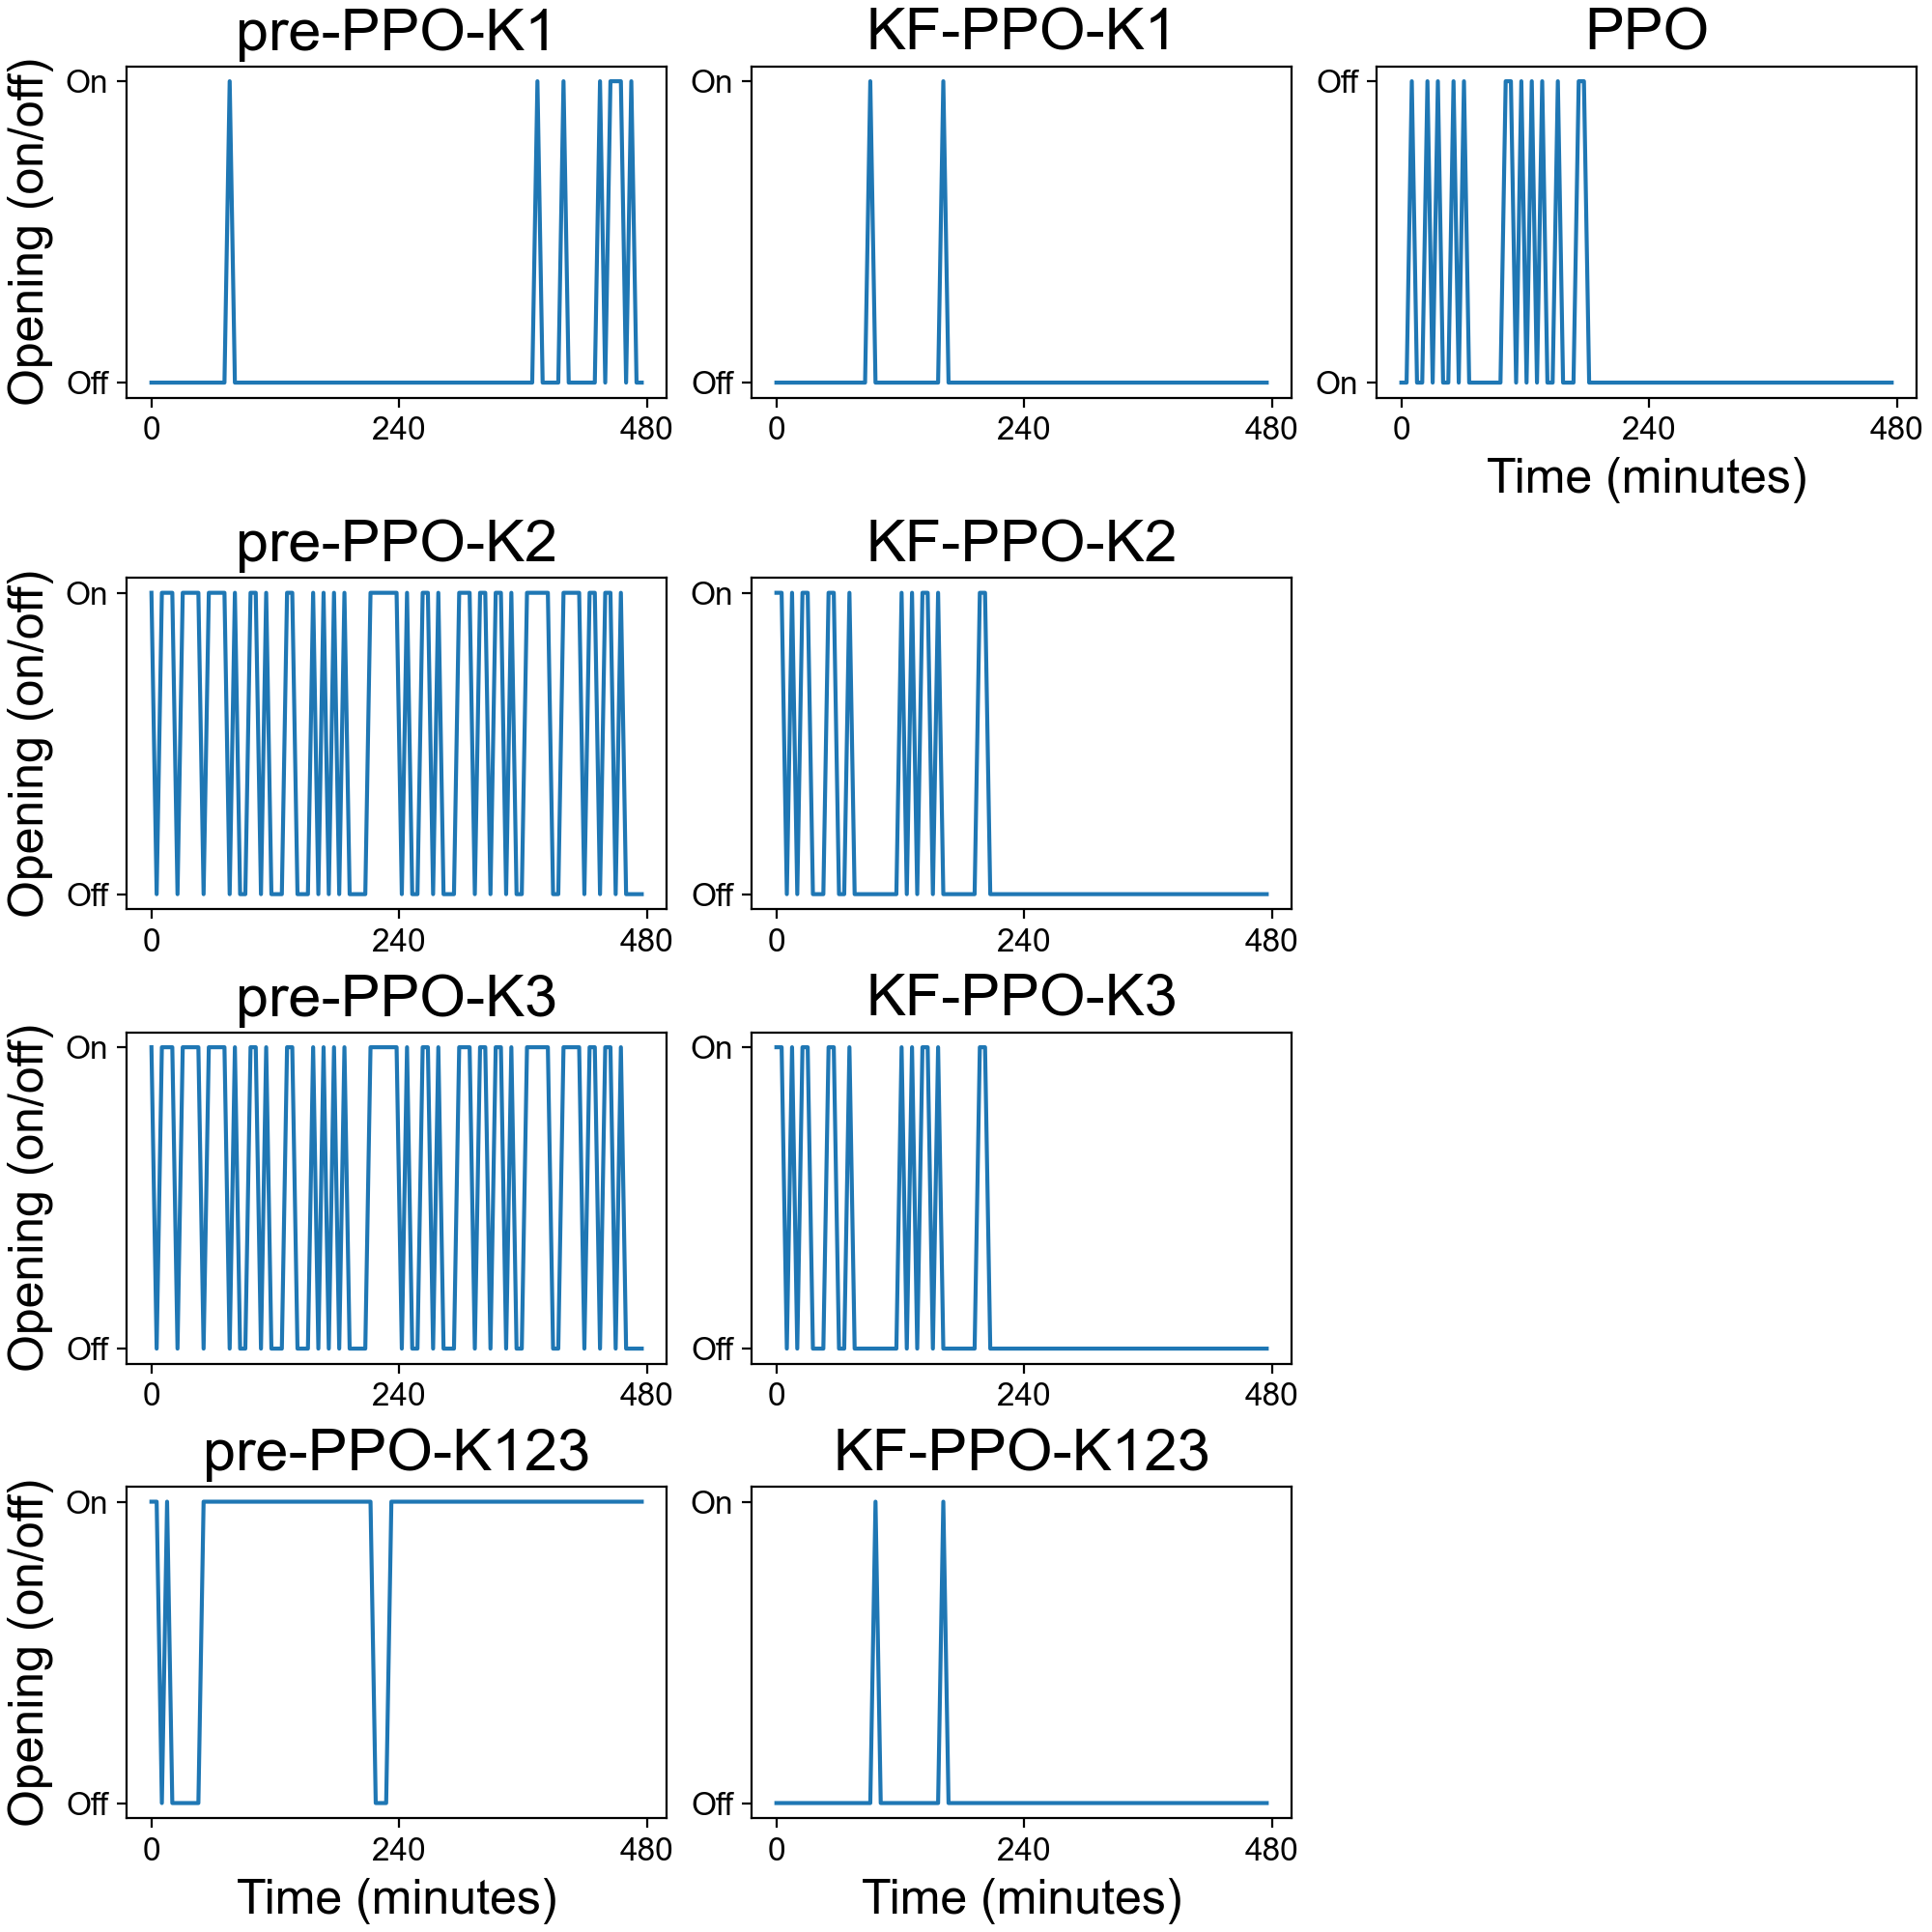 pre-PPO-K1
KF-PPO-K1
PPO
Opening (on/off)
On
Off
0 240 480
On
Off
0 240 480
Off
On
0 240 480
Time (minutes)
pre-PPO-K2
KF-PPO-K2
Opening (on/off)
On
Off
0 240 480
On
Off
0 240 480
pre-PPO-K3
KF-PPO-K3
Opening (on/off)
On
Off
0 240 480
On
Off
0 240 480
pre-PPO-K123
KF-PPO-K123
Opening (on/off)
On
Off
0 240 480
Time (minutes)
On
Off
0 240 480
Time (minutes)